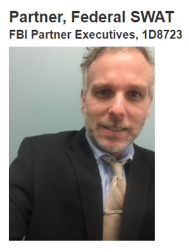 Partner, Federal SWAT
FBI Partner Executives, 1D8723